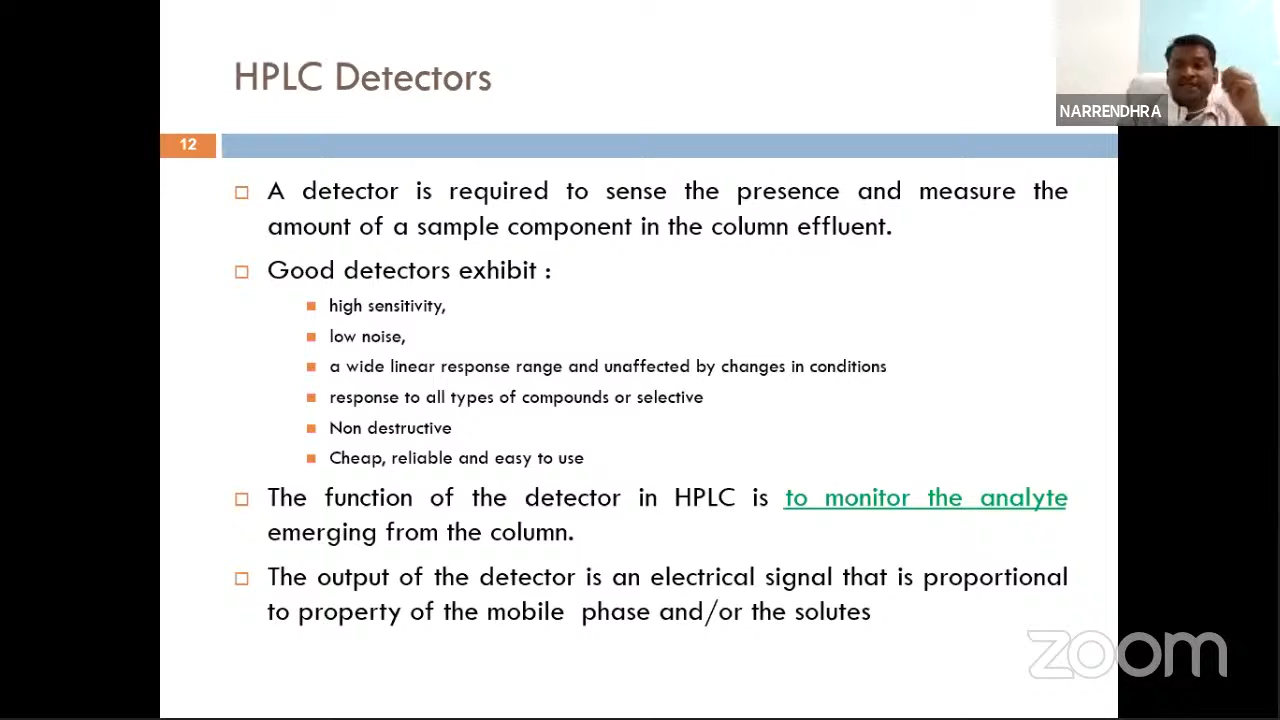 HPLC Detectors
NARRENDHRA
12
A detector is required to sense the presence and measure the
amount of a sample component in the column effluent.
Good detectors exhibit :
high sensitivity,
low noise,
a wide linear response range and unaffected by changes in conditions
response to all types of compounds or selective
Non destructive
Cheap, reliable and easy to use
The function of the detector in HPLC is to monitor the analyte
emerging from the column.
The output of the detector is an electrical signal that is proportional
to property of the mobile phase and/or the solutes
zoom